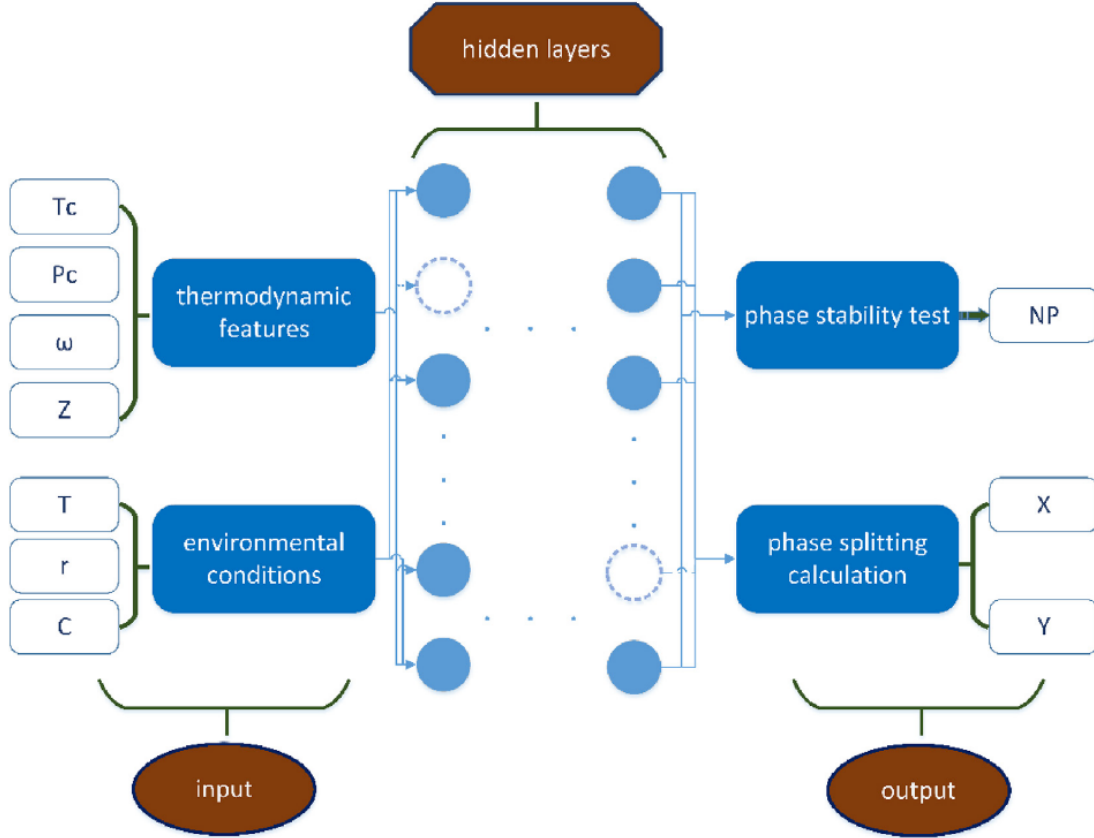 hidden layers
Tc
Pc
ω
Z
thermodynamic
features
T
r
C
environmental
conditions
phase stability test
NP
phase splitting
calculation
X
Y
input
output